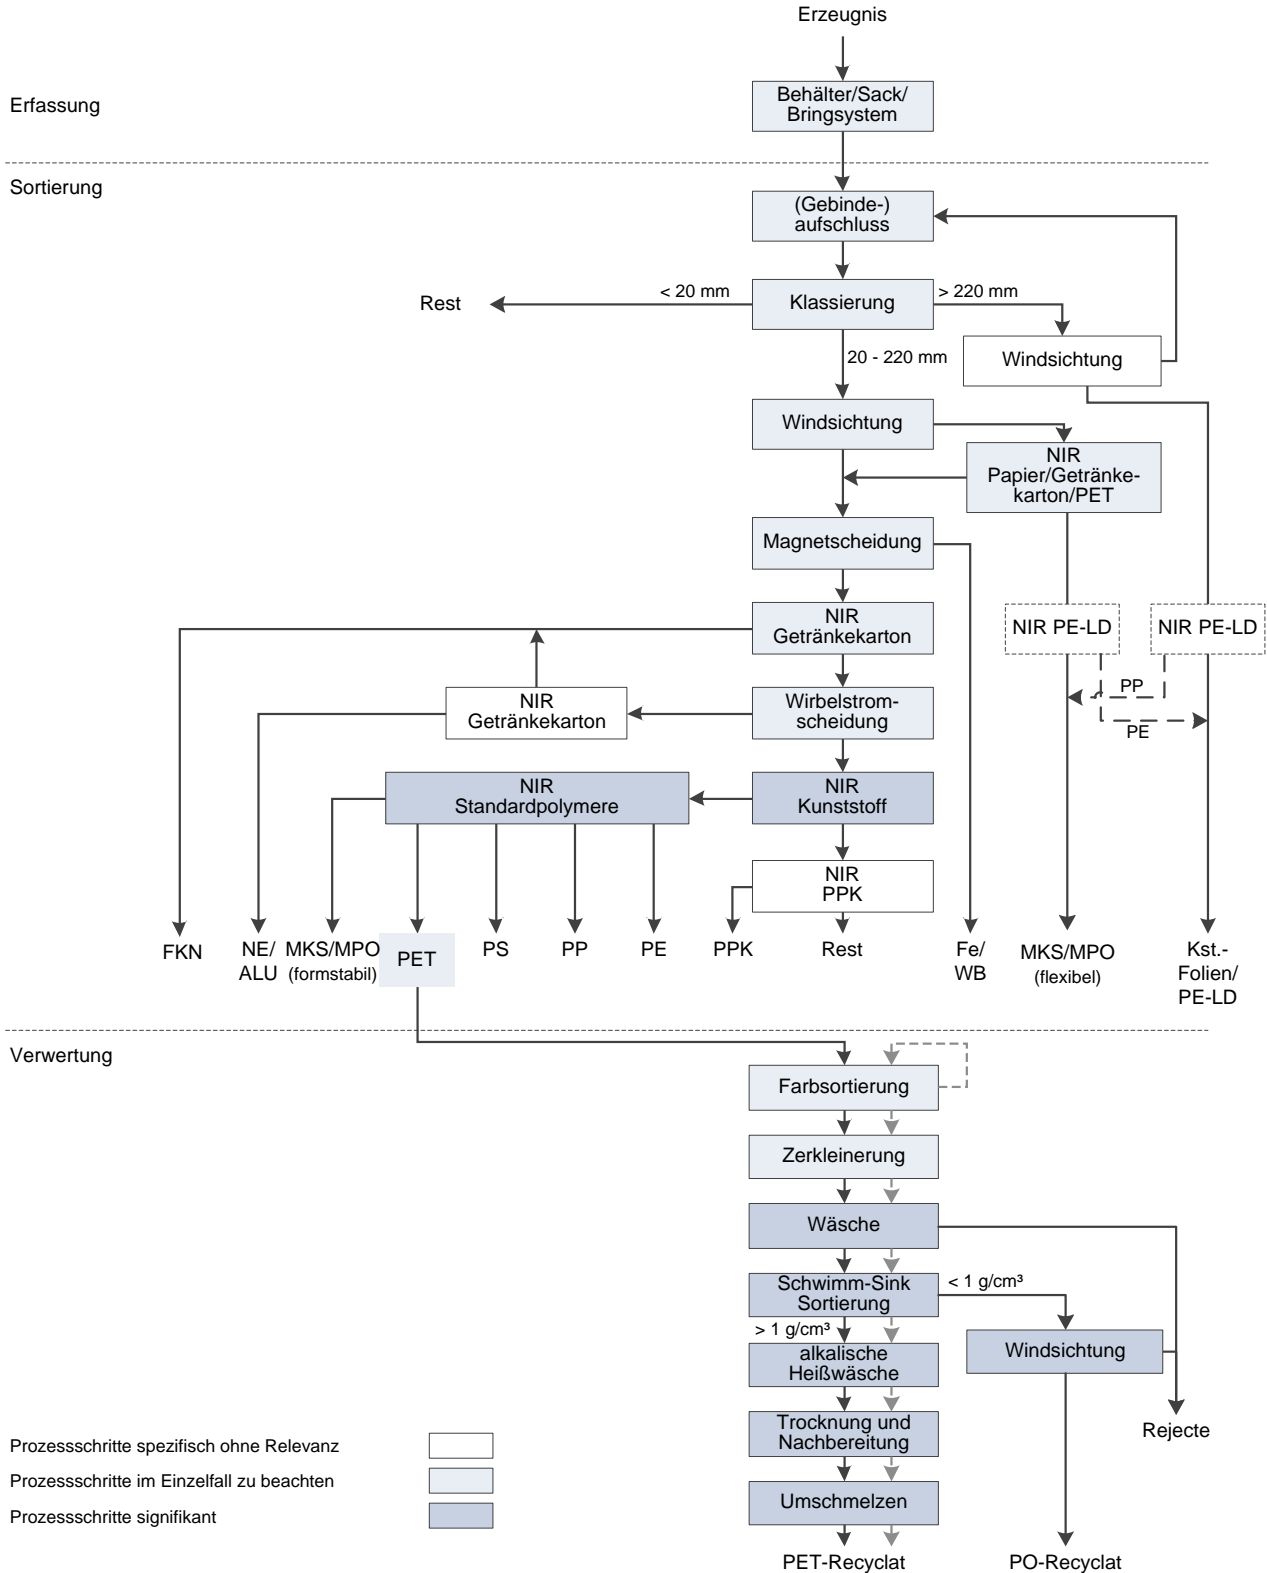 Erzeugnis
Erfassung
Behälter/Sack/
Bringsystem
Sortierung
(Gebinde-)
aufschluss
Rest
< 20 mm
Klassierung
> 220 mm
20 - 220 mm
Windsichtung
Windsichtung
NIR
Papier/Getränke-
karton/PET
Magnetscheidung
NIR
Getränkekarton
NIR PE-LD
NIR PE-LD
PP
PE
NIR
Getränkekarton
Wirbelstrom-
scheidung
NIR
Standardpolymere
NIR
Kunststoff
NIR
PPK
FKN
NE/
ALU
MKS/MPO
(formstabil)
PET
PS
PP
PE
PPK
Rest
Fe/
WB
MKS/MPO
(flexibel)
Kst.-
Folien/
PE-LD
Verwertung
Farbsortierung
Zerkleinerung
Wäsche
Schwimm-Sink
Sortierung
< 1 g/cm³
> 1 g/cm³
alkalische
Heißwäsche
Windsichtung
Trocknung und
Nachbereitung
Rejecte
Umschmelzen
PET-Recyclat
PO-Recyclat
Prozessschritte spezifisch ohne Relevanz
Prozessschritte im Einzelfall zu beachten
Prozessschritte signifikant